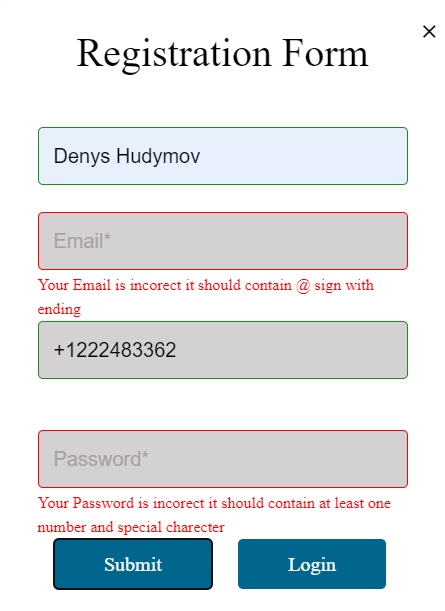 Registration Form
Denys Hudymov
Email*
Your Email is incorect it should contain @ sign with
ending
+1222483362
Password*
Your Password is incorect it should contain at least one
number and special charecter
Submit
Login